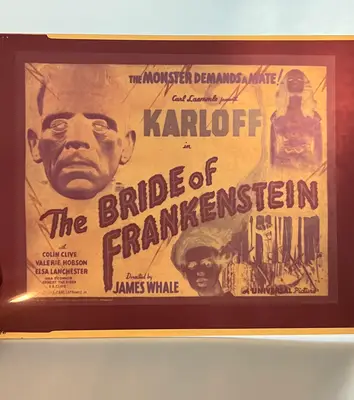 THE MONSTER DEMANDS A MATE!
Carl Laemmle presents
KARLOFF
in
The BRIDE of
FRANKENSTEIN
with
COLIN CLIVE
VALERIE HOBSON
ELSA LANCHESTER
Directed by
JAMES WHALE
A UNIVERSAL Picture